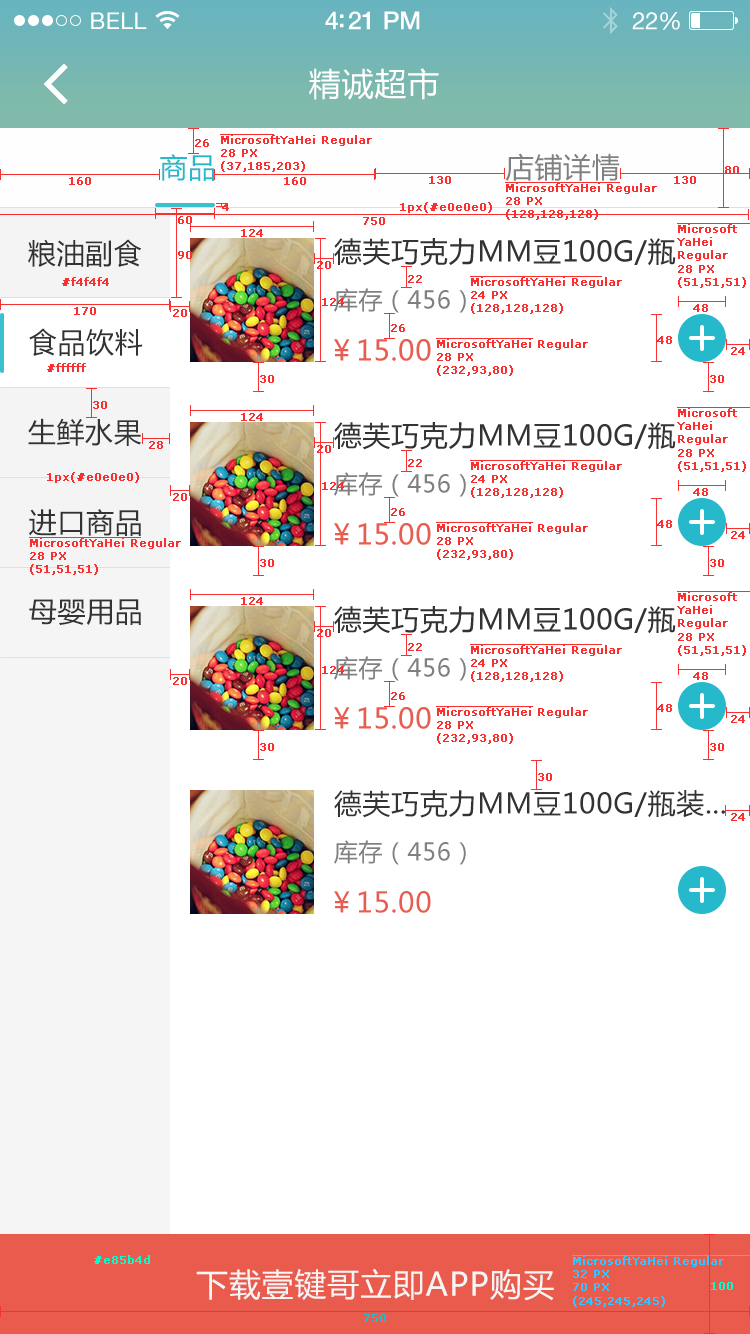 BELL 4:21 PM 22%
精诚超市
26
MicrosoftYaHei Regular
28 PX
(37,185,203)
商品
店铺详情
80
160
160
130
130
MicrosoftYaHei Regular
28 PX
(128,128,128)
4
1px(#e0e0e0)
750
60
90
粮油副食
#f4f4f4
170
食品饮料
#ffffff
30
生鲜水果
28
1px(#e0e0e0)
进口商品
MicrosoftYaHei Regular
28 PX
(51,51,51)
母婴用品
124
20
德芙巧克力MM豆100G/瓶
Microsoft
YaHei
Regular
28 PX
(51,51,51)
22
库存 ( 456 )
MicrosoftYaHei Regular
24 PX
(128,128,128)
124
20
26
¥ 15.00
MicrosoftYaHei Regular
28 PX
(232,93,80)
48
48
24
30
30
124
20
德芙巧克力MM豆100G/瓶
Microsoft
YaHei
Regular
28 PX
(51,51,51)
22
库存 ( 456 )
MicrosoftYaHei Regular
24 PX
(128,128,128)
124
20
26
¥ 15.00
MicrosoftYaHei Regular
28 PX
(232,93,80)
48
48
24
30
30
124
20
德芙巧克力MM豆100G/瓶
Microsoft
YaHei
Regular
28 PX
(51,51,51)
22
库存 ( 456 )
MicrosoftYaHei Regular
24 PX
(128,128,128)
124
20
26
¥ 15.00
MicrosoftYaHei Regular
28 PX
(232,93,80)
48
48
24
30
30
30
德芙巧克力MM豆100G/瓶装...
24
库存 ( 456 )
¥ 15.00
#e85b4d
下载壹键哥立即APP购买
MicrosoftYaHei Regular
32 PX
70 PX
(245,245,245)
100
750